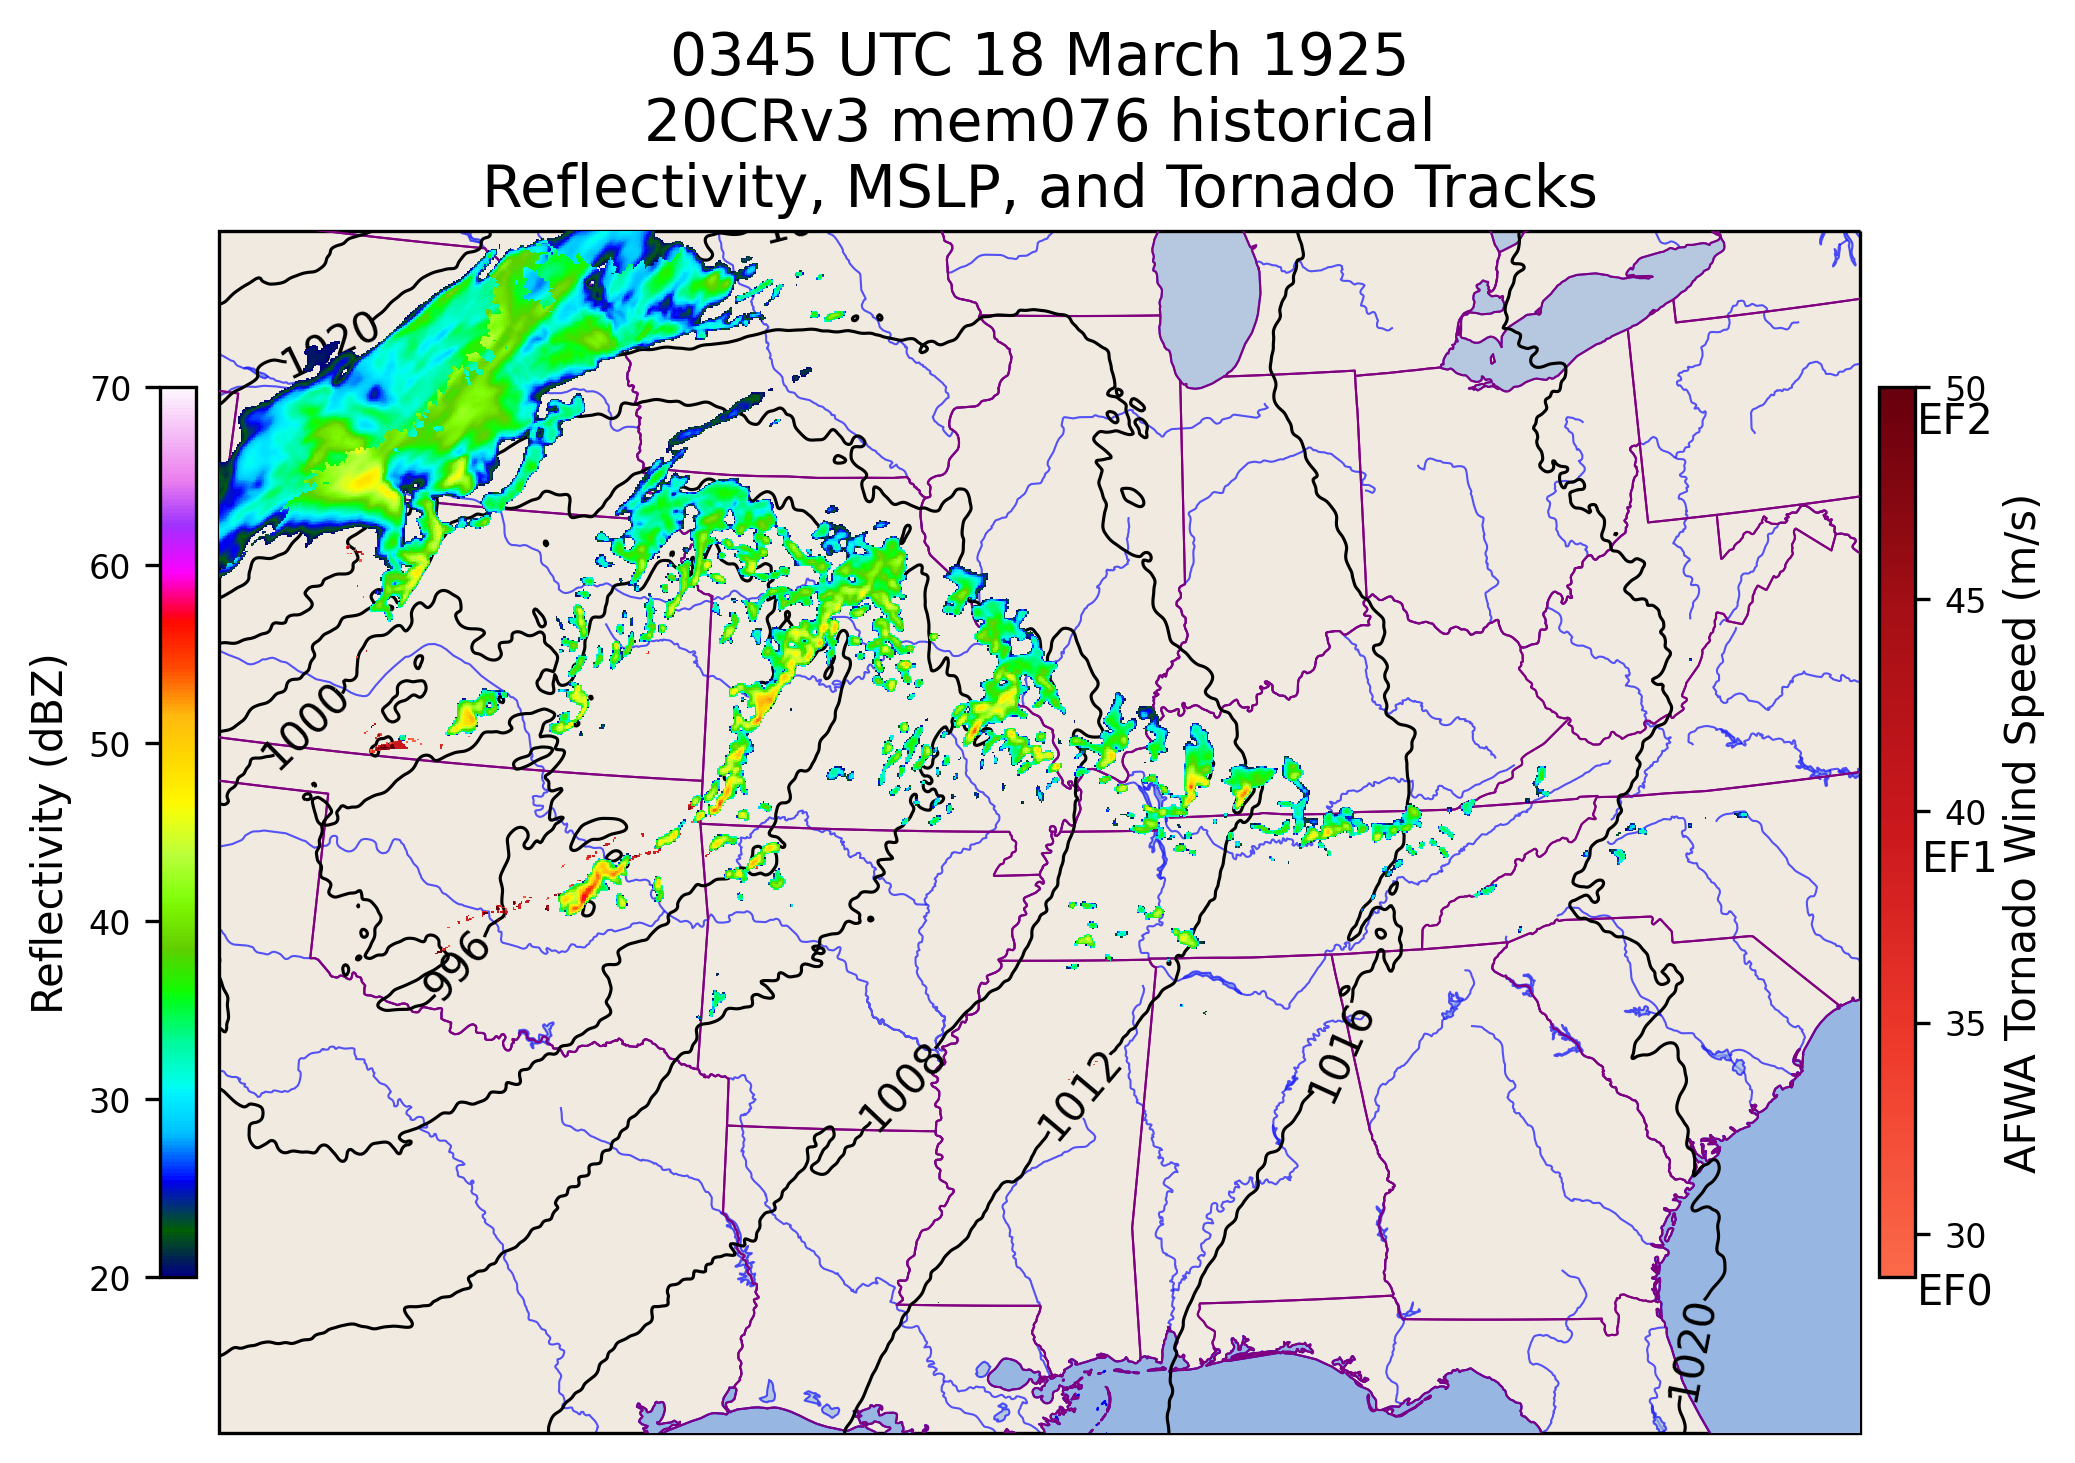 0345 UTC 18 March 1925
20CRv3 mem076 historical
Reflectivity, MSLP, and Tornado Tracks
70
60
50
40
30
20
Reflectivity (dBZ)
1020
1000
996
1008
1012
1016
1020
50
EF2
45
40
EF1
35
30
EF0
AFWA Tornado Wind Speed (m/s)